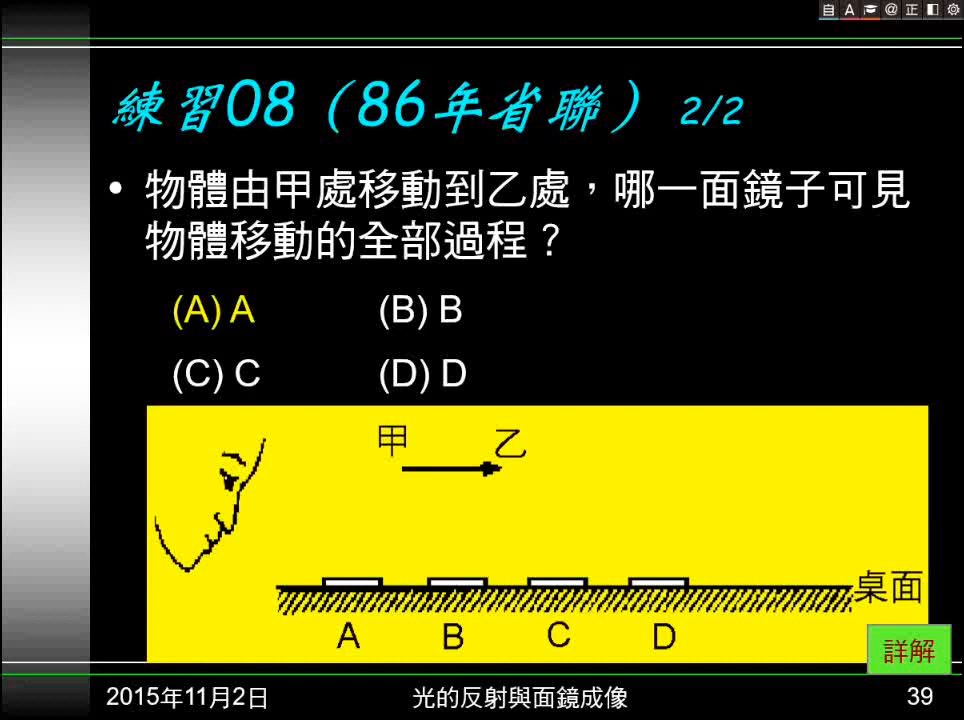 自 A @ 正
練習08（86年省聯） 2/2
• 物體由甲處移動到乙處，哪一面鏡子可見
物體移動的全部過程？
(A) A (B) B
(C) C (D) D
甲 乙
桌面
A B C D
詳解
2015年11月2日 光的反射與面鏡成像 39